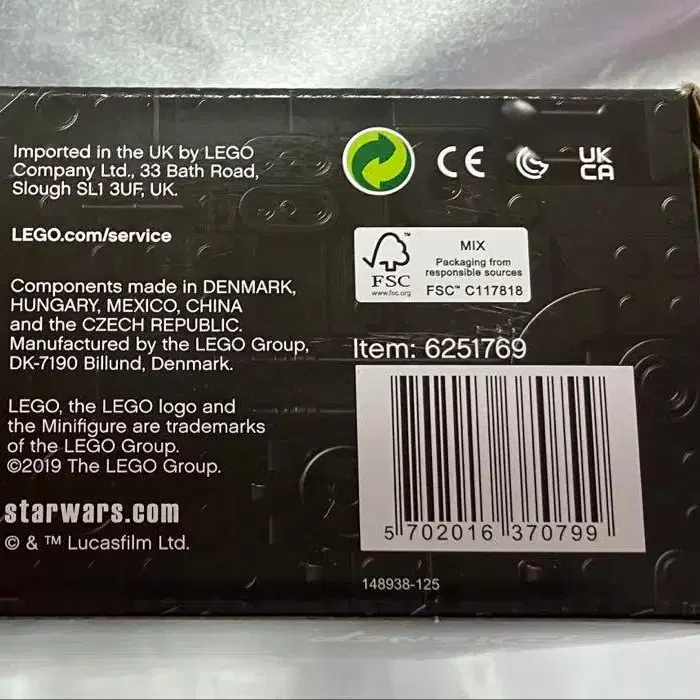 Imported in the UK by LEGO
Company Ltd., 33 Bath Road,
Slough SL1 3UF, UK.
LEGO.com/service
Components made in DENMARK,
HUNGARY, MEXICO, CHINA
and the CZECH REPUBLIC.
Manufactured by the LEGO Group,
DK-7190 Billund, Denmark.
LEGO, the LEGO logo and
the Minifigure are trademarks
of the LEGO Group.
©2019 The LEGO Group.
starwars.com
© & ™ Lucasfilm Ltd.
CE
UK
CA
FSC
www.fsc.org
MIX
Packaging from
responsible sources
FSC™ C117818
Item: 6251769
5 702016 370799
148938-125